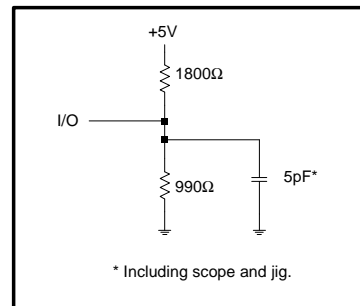 +5V
1800Ω
I/O
990Ω
5pF*
* Including scope and jig.